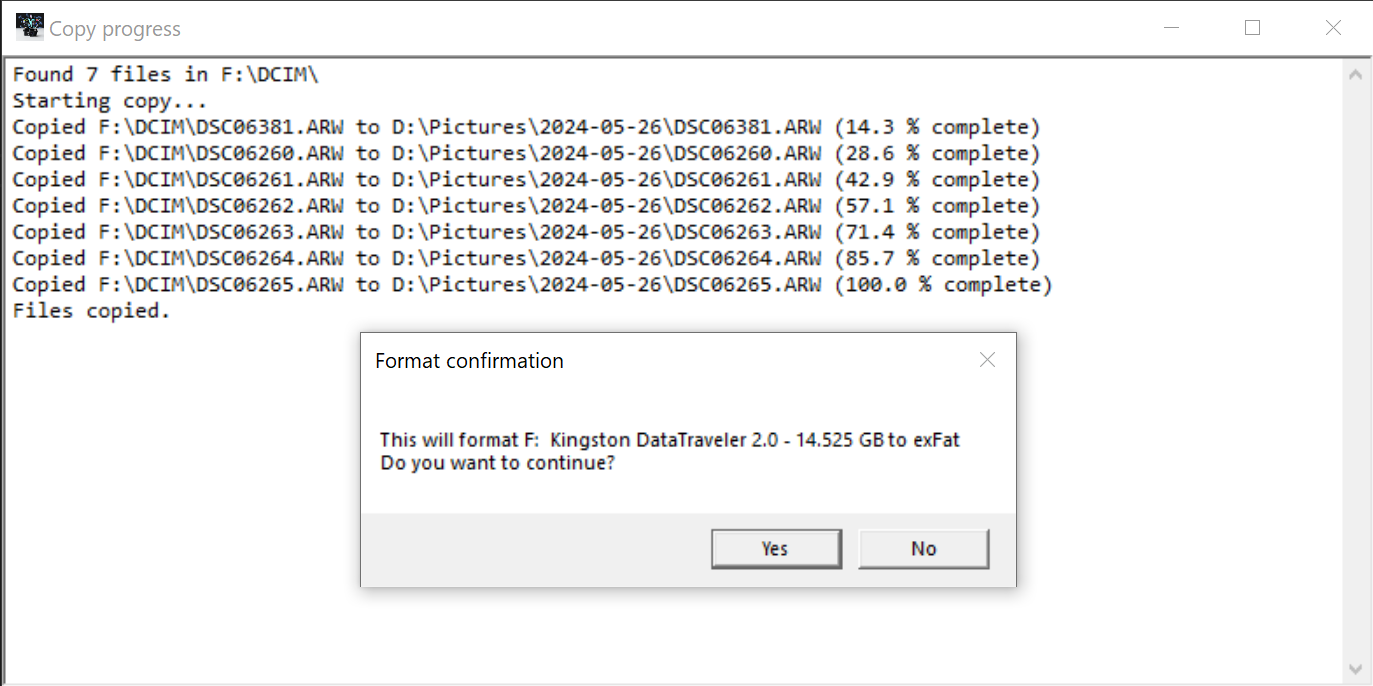 Copy progress
Found 7 files in F:\DCIM\
Starting copy...
Copied F:\DCIM\DSC06381.ARW to D:\Pictures\2024-05-26\DSC06381.ARW (14.3 % complete)
Copied F:\DCIM\DSC06260.ARW to D:\Pictures\2024-05-26\DSC06260.ARW (28.6 % complete)
Copied F:\DCIM\DSC06261.ARW to D:\Pictures\2024-05-26\DSC06261.ARW (42.9 % complete)
Copied F:\DCIM\DSC06262.ARW to D:\Pictures\2024-05-26\DSC06262.ARW (57.1 % complete)
Copied F:\DCIM\DSC06263.ARW to D:\Pictures\2024-05-26\DSC06263.ARW (71.4 % complete)
Copied F:\DCIM\DSC06264.ARW to D:\Pictures\2024-05-26\DSC06264.ARW (85.7 % complete)
Copied F:\DCIM\DSC06265.ARW to D:\Pictures\2024-05-26\DSC06265.ARW (100.0 % complete)
Files copied.
Format confirmation
This will format F:  Kingston DataTraveler 2.0 - 14.525 GB to exFat
Do you want to continue?
Yes
No